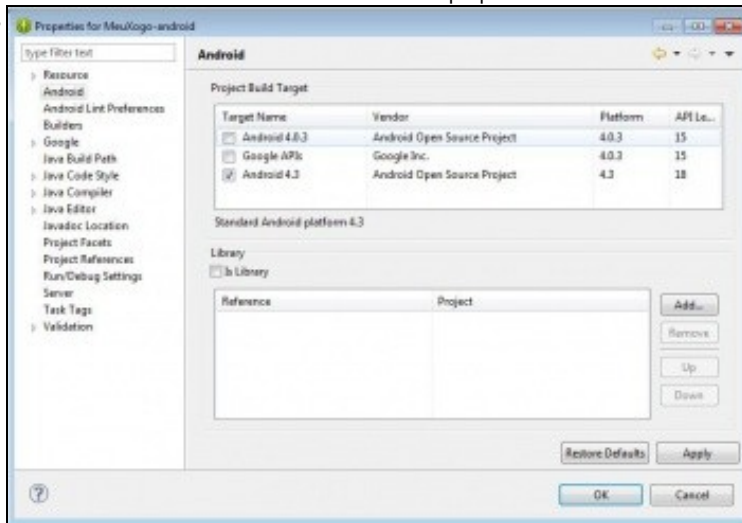 Properties for MeuXogo-android
type filter text
Android
Resource
Android
Android Lint Preferences
Builders
Google
Java Build Path
Java Code Style
Java Compiler
Java Editor
Javadoc Location
Project Facets
Project References
Run/Debug Settings
Server
Task Tags
Validation
Project Build Target
Target Name Vendor Platform API Le...
Android 4.0.3 Android Open Source Project 4.0.3 15
Google APIs Google Inc. 4.0.3 15
Android 4.3 Android Open Source Project 4.3 18
Standard Android platform 4.3
Library
Is Library
Reference Project
Add...
Remove
Up
Down
Restore Defaults Apply
? OK Cancel